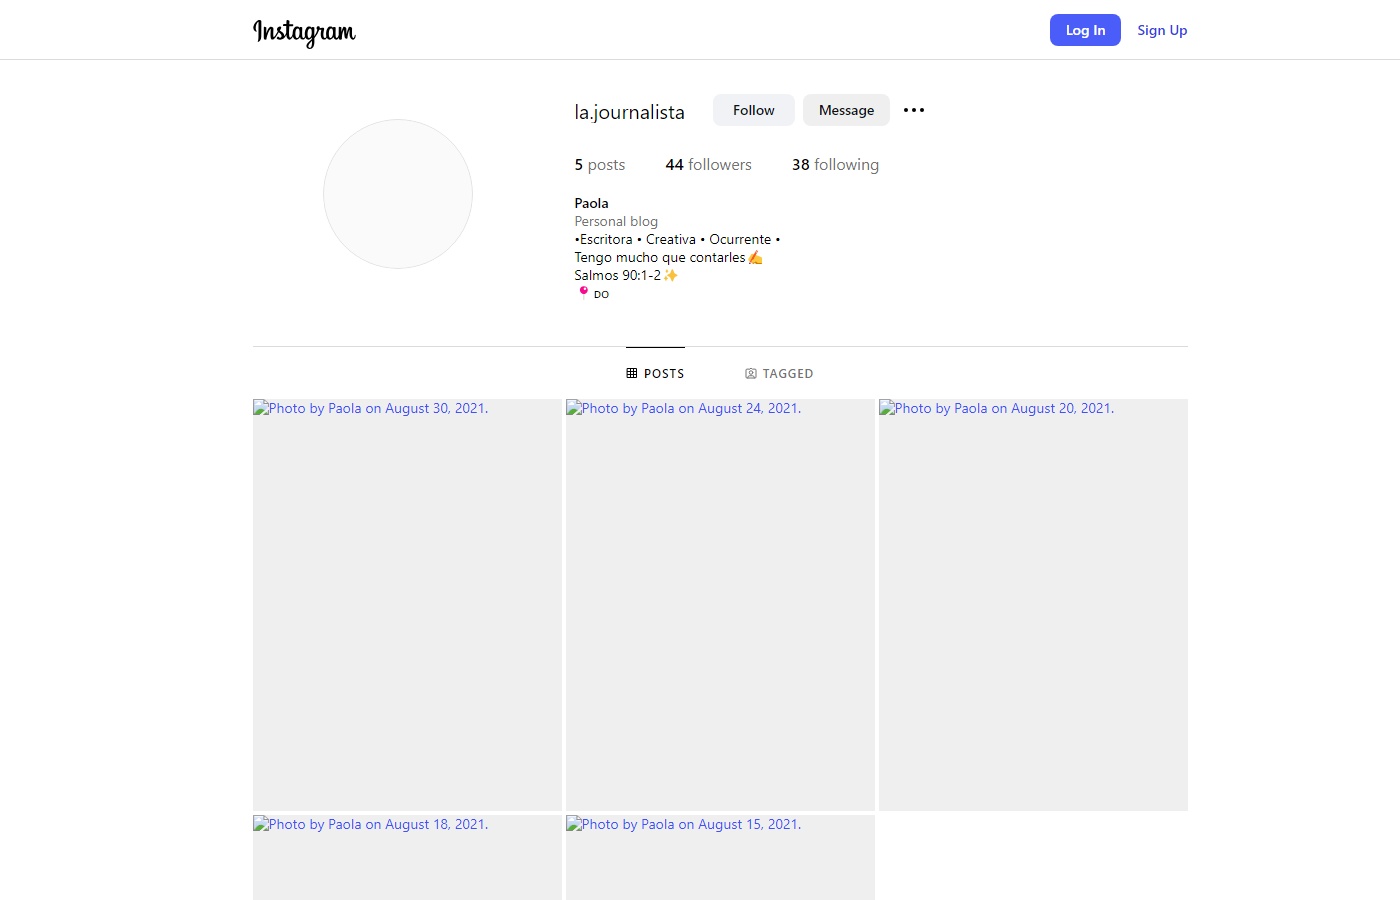 Instagram
Log In
Sign Up
la.journalista
Follow
Message
5 posts
44 followers
38 following
Paola
Personal blog
•Escritora • Creativa • Ocurrente •
Tengo mucho que contarles✍️
Salmos 90:1-2✨
📍 DO
POSTS
TAGGED
Photo by Paola on August 30, 2021.
Photo by Paola on August 24, 2021.
Photo by Paola on August 20, 2021.
Photo by Paola on August 18, 2021.
Photo by Paola on August 15, 2021.